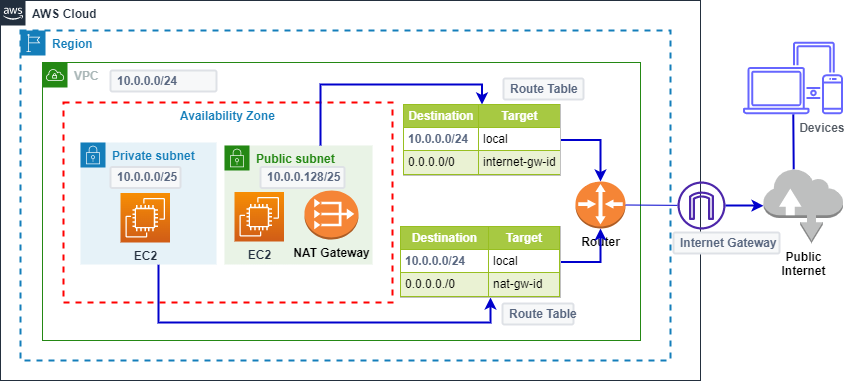 aws
AWS Cloud
Region
VPC
10.0.0.0/24
Availability Zone
Private subnet
10.0.0.0/25
EC2
Public subnet
10.0.0.128/25
EC2
NAT Gateway
Route Table
Destination Target
10.0.0.0/24 local
0.0.0.0/0 internet-gw-id
Destination Target
10.0.0.0/24 local
0.0.0.0./0 nat-gw-id
Route Table
Router
Internet Gateway
Devices
Public
Internet